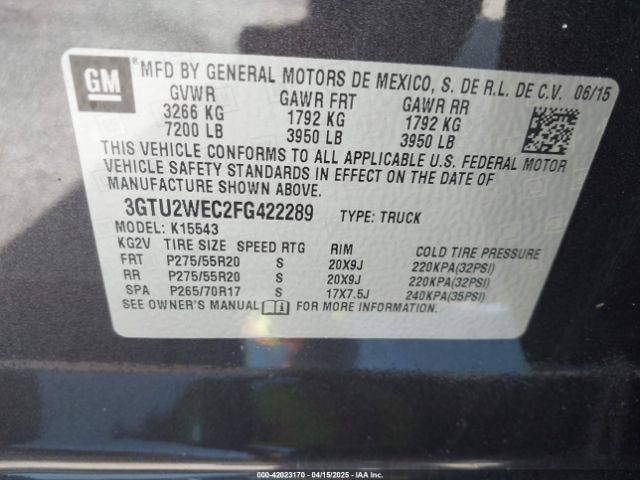 GM
MFD BY GENERAL MOTORS DE MEXICO, S. DE R.L. DE C.V. 06/15
GVWR GAWR FRT GAWR RR
3266 KG 1792 KG 1792 KG
7200 LB 3950 LB 3950 LB
THIS VEHICLE CONFORMS TO ALL APPLICABLE U.S. FEDERAL MOTOR
VEHICLE SAFETY STANDARDS IN EFFECT ON THE DATE OF
MANUFACTURE SHOWN ABOVE.
3GTU2WEC2FG422289 TYPE: TRUCK
MODEL: K15543
KG2V TIRE SIZE SPEED RTG RIM COLD TIRE PRESSURE
FRT P275/55R20 S 20X9J 220KPA(32PSI)
RR P275/55R20 S 20X9J 220KPA(32PSI)
SPA P265/70R17 S 17X7.5J 240KPA(35PSI)
SEE OWNER'S MANUAL FOR MORE INFORMATION.
000-42023170 - 04/15/2025 - IAAI.COM